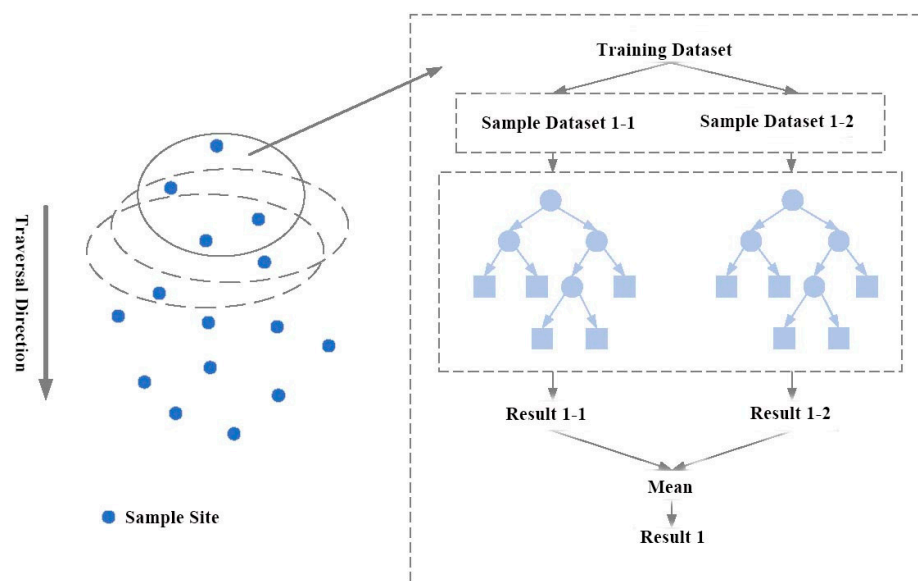 Traversal Direction
Sample Site
Training Dataset
Sample Dataset 1-1
Sample Dataset 1-2
Result 1-1
Result 1-2
Mean
Result 1